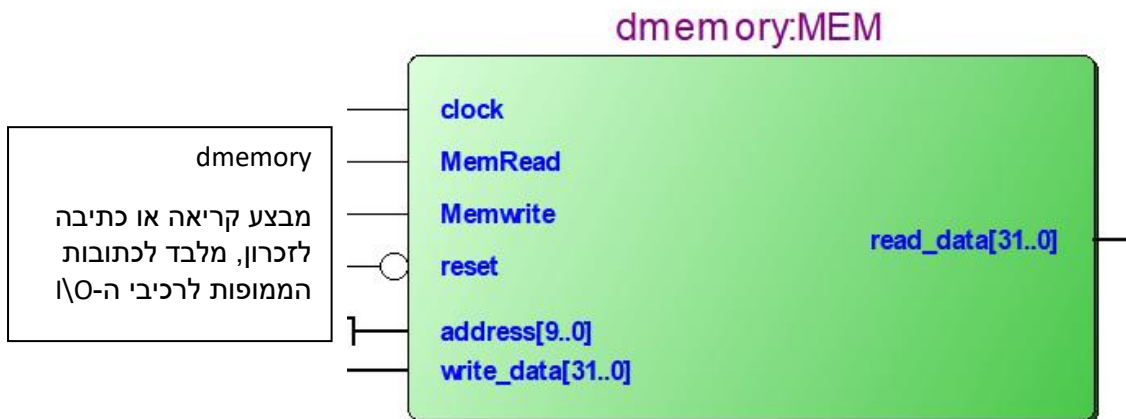 dmemory:MEM
dmemory
מבצע קריאה או כתיבה
לזכרון, מלבד לכתובות
הממופות לרכיבי ה-I\O
clock
MemRead
Memwrite
reset
address[9..0]
write_data[31..0]
read_data[31..0]